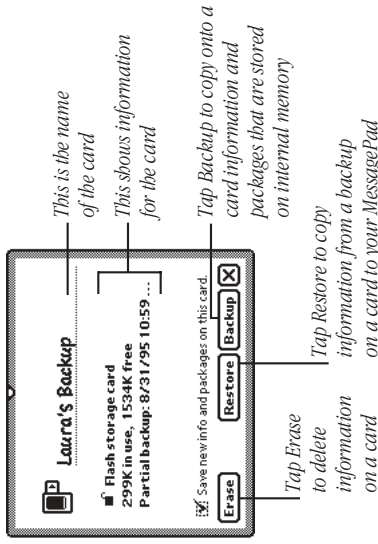 Laura's Backup
Flash storage card
299K in use, 1534K free
Partial backup: 8/31/95 10:59...
Save new info and packages on this card.
Erase
Restore
Backup
This is the name
of the card
This shows information
for the card
Tap Backup to copy onto a
card information and
packages that are stored
on internal memory
Tap Restore to copy
information from a backup
on a card to your MessagePad
Tap Erase
to delete
information
on a card